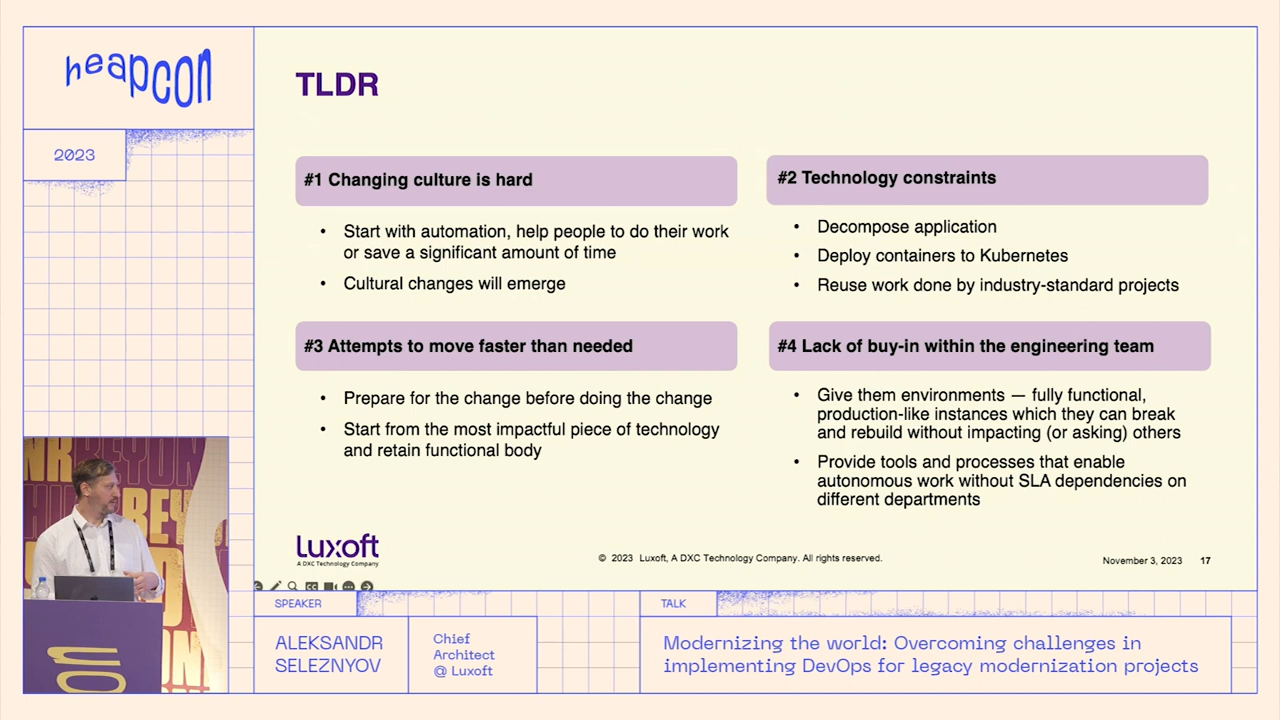 heapcon
2023
TLDR
#1 Changing culture is hard
• Start with automation, help people to do their work
or save a significant amount of time
• Cultural changes will emerge
#2 Technology constraints
• Decompose application
• Deploy containers to Kubernetes
• Reuse work done by industry-standard projects
#3 Attempts to move faster than needed
• Prepare for the change before doing the change
• Start from the most impactful piece of technology
and retain functional body
#4 Lack of buy-in within the engineering team
• Give them environments — fully functional,
production-like instances which they can break
and rebuild without impacting (or asking) others
• Provide tools and processes that enable
autonomous work without SLA dependencies on
different departments
Luxoft
A DXC Technology Company
© 2023 Luxoft, A DXC Technology Company. All rights reserved.
November 3, 2023 17
SPEAKER
ALEKSANDR
SELEZNYOV
Chief
Architect
@ Luxoft
TALK
Modernizing the world: Overcoming challenges in
implementing DevOps for legacy modernization projects